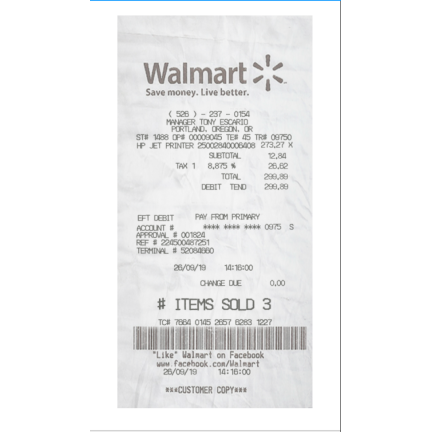 Walmart
Save money. Live better.
( 526 ) - 237 - 0154
MANAGER TONY ESCARIO
PORTLAND, OREGON, OR
ST# 1488 OP# 00009045 TE# 45 TR# 09750
HP JET PRINTER 25002840006408 273,27 X
SUBTOTAL 12,84
TAX 1 8,875 % 26,62
TOTAL 299,89
DEBIT TEND 299,89
EFT DEBIT PAY FROM PRIMARY
ACCOUNT # **** **** **** 0975 S
APPROVAL # 001824
REF # 224500487251
TERMINAL # 52084860
26/09/19 14:16:00
CHANGE DUE 0.00
# ITEMS SOLD 3
TC# 7664 0145 2657 6283 1227
"Like" Walmart on Facebook
www.facebook.com/Walmart
26/09/19 14:16:00
***CUSTOMER COPY***